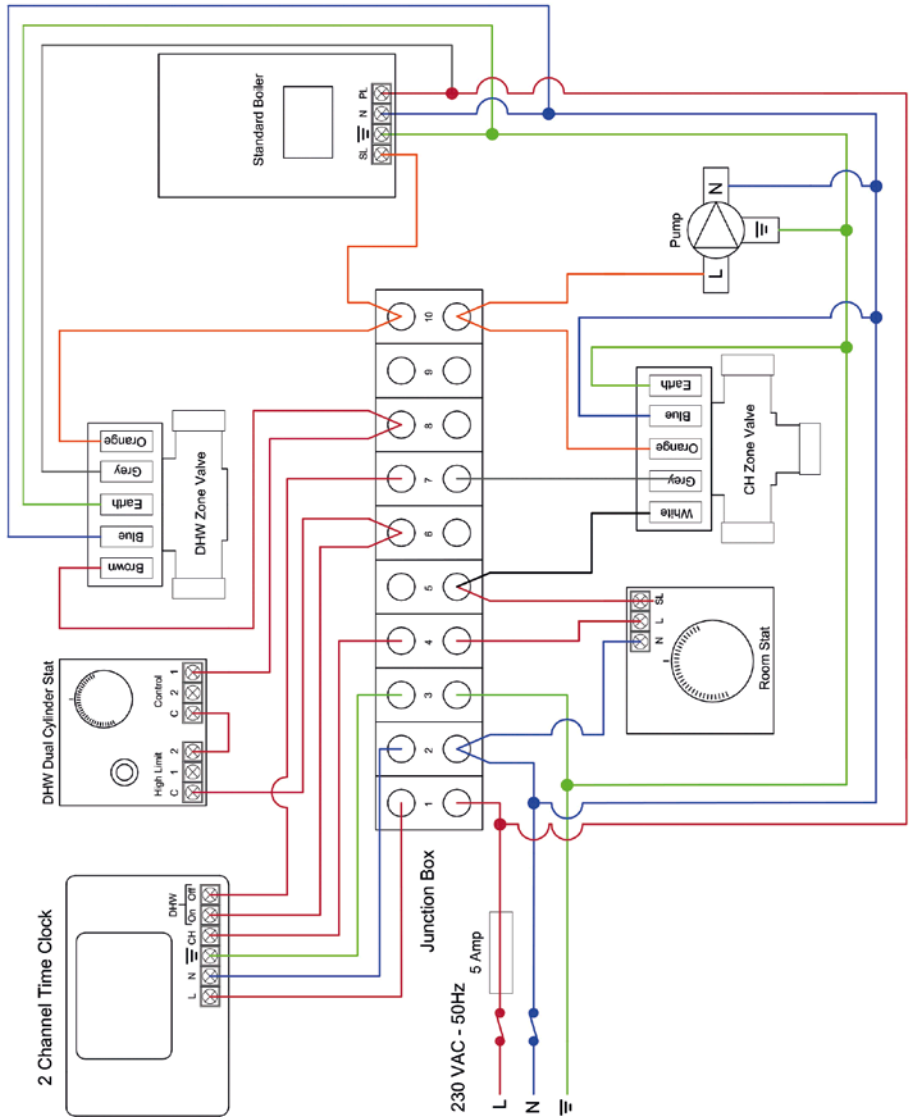 2 Channel Time Clock
L
N
CH
On
Off
DHW
DHW Dual Cylinder Stat
High Limit
C
1
2
Control
C
2
1
DHW Zone Valve
Brown
Blue
Earth
Grey
Orange
Standard Boiler
SL
N
PL
Junction Box
1
2
3
4
5
6
7
8
9
10
230 VAC - 50Hz
5 Amp
L
N
Room Stat
N
L
SL
CH Zone Valve
White
Grey
Orange
Blue
Earth
Pump
L
N